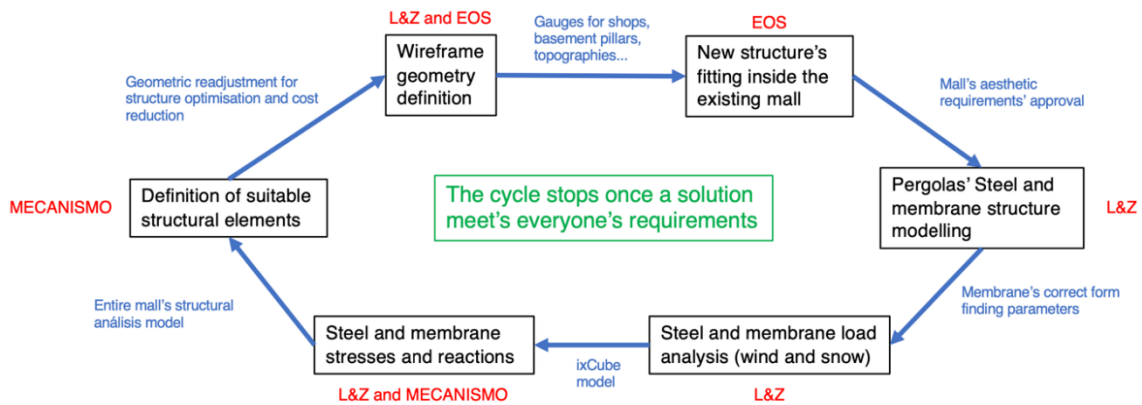 L&Z and EOS
Wireframe
geometry
definition
Gauges for shops,
basement pillars,
topographies...
EOS
New structure's
fitting inside the
existing mall
Geometric readjustment for
structure optimisation and cost
reduction
Mall's aesthetic
requirements' approval
MECANISMO
Definition of suitable
structural elements
The cycle stops once a solution
meet's everyone's requirements
Pergolas' Steel and
membrane structure
modelling
L&Z
Entire mall's structural
análisis model
Membrane's correct form
finding parameters
Steel and membrane
stresses and reactions
L&Z and MECANISMO
ixCube
model
Steel and membrane load
analysis (wind and snow)
L&Z